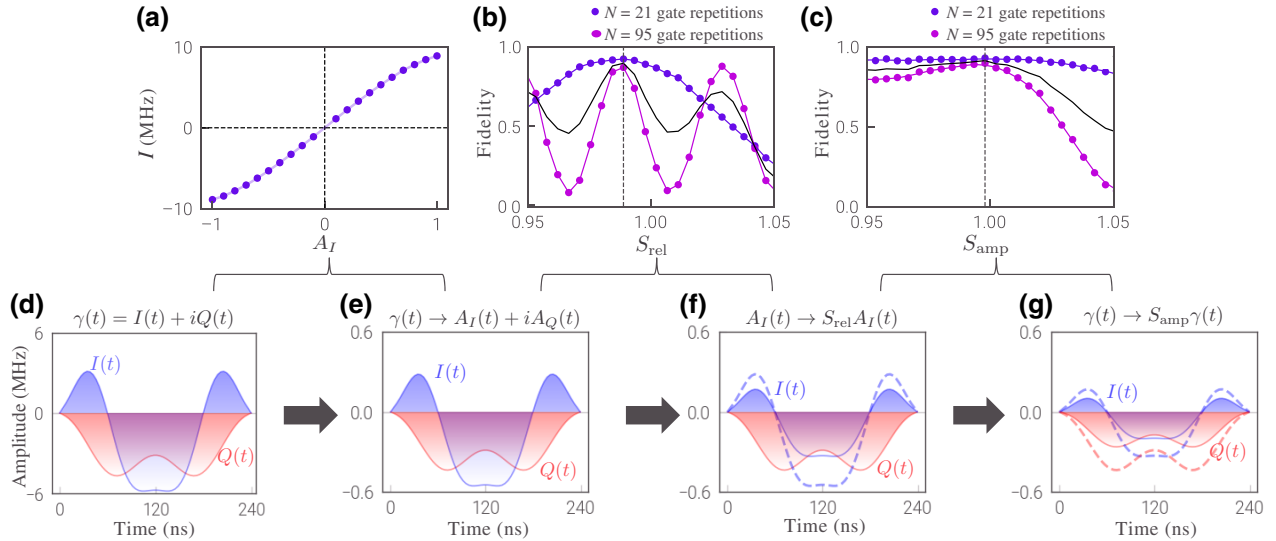 (a)
10
0
−10
I (MHz)
−1
0
1
A_I
(b)
N = 21 gate repetitions
N = 95 gate repetitions
1.0
0.5
0.0
Fidelity
0.95
1.00
1.05
S_rel
(c)
N = 21 gate repetitions
N = 95 gate repetitions
1.0
0.5
0.0
Fidelity
0.95
1.00
1.05
S_amp
(d)
γ(t) = I(t) + iQ(t)
6
0
−6
Amplitude (MHz)
I(t)
Q(t)
0
120
240
Time (ns)
(e)
γ(t) → A_I(t) + iA_Q(t)
0.6
0.0
−0.6
I(t)
Q(t)
0
120
240
Time (ns)
(f)
A_I(t) → S_rel A_I(t)
0.6
0.0
−0.6
I(t)
Q(t)
0
120
240
Time (ns)
(g)
γ(t) → S_amp γ(t)
0.6
0.0
−0.6
I(t)
Q(t)
0
120
240
Time (ns)